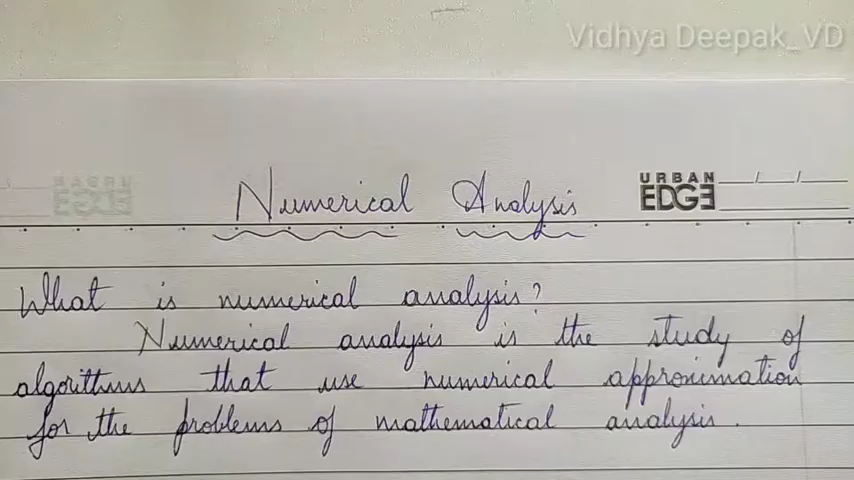 Vidhya Deepak_VD
URBAN
EDGE
Numerical Analysis
What is numerical analysis?
Numerical analysis is the study of
algorithms that use numerical approximation
for the problems of mathematical analysis.